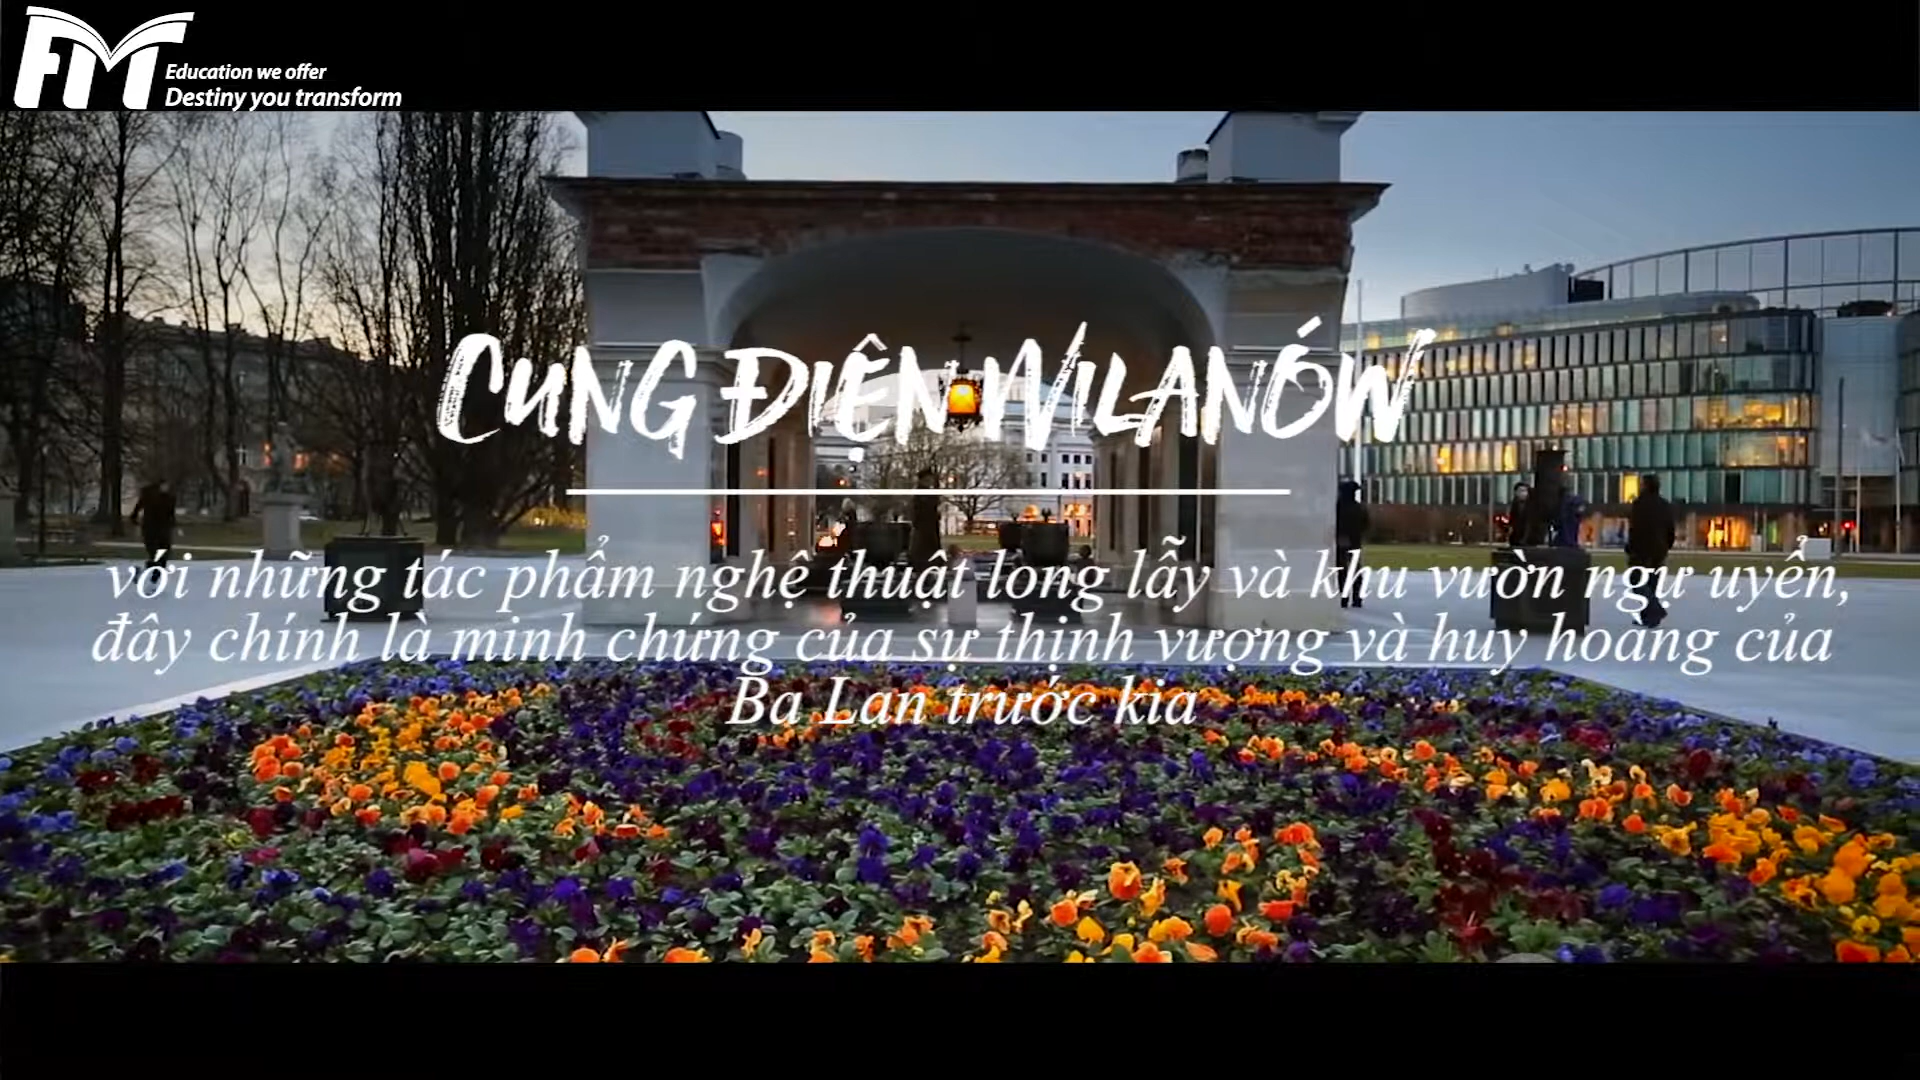 FMT
Education we offer
Destiny you transform
CUNG ĐIỆN WILANÓW
với những tác phẩm nghệ thuật long lẫy và khu vườn ngự uyển,
đây chính là minh chứng của sự thịnh vượng và huy hoàng của
Ba Lan trước kia